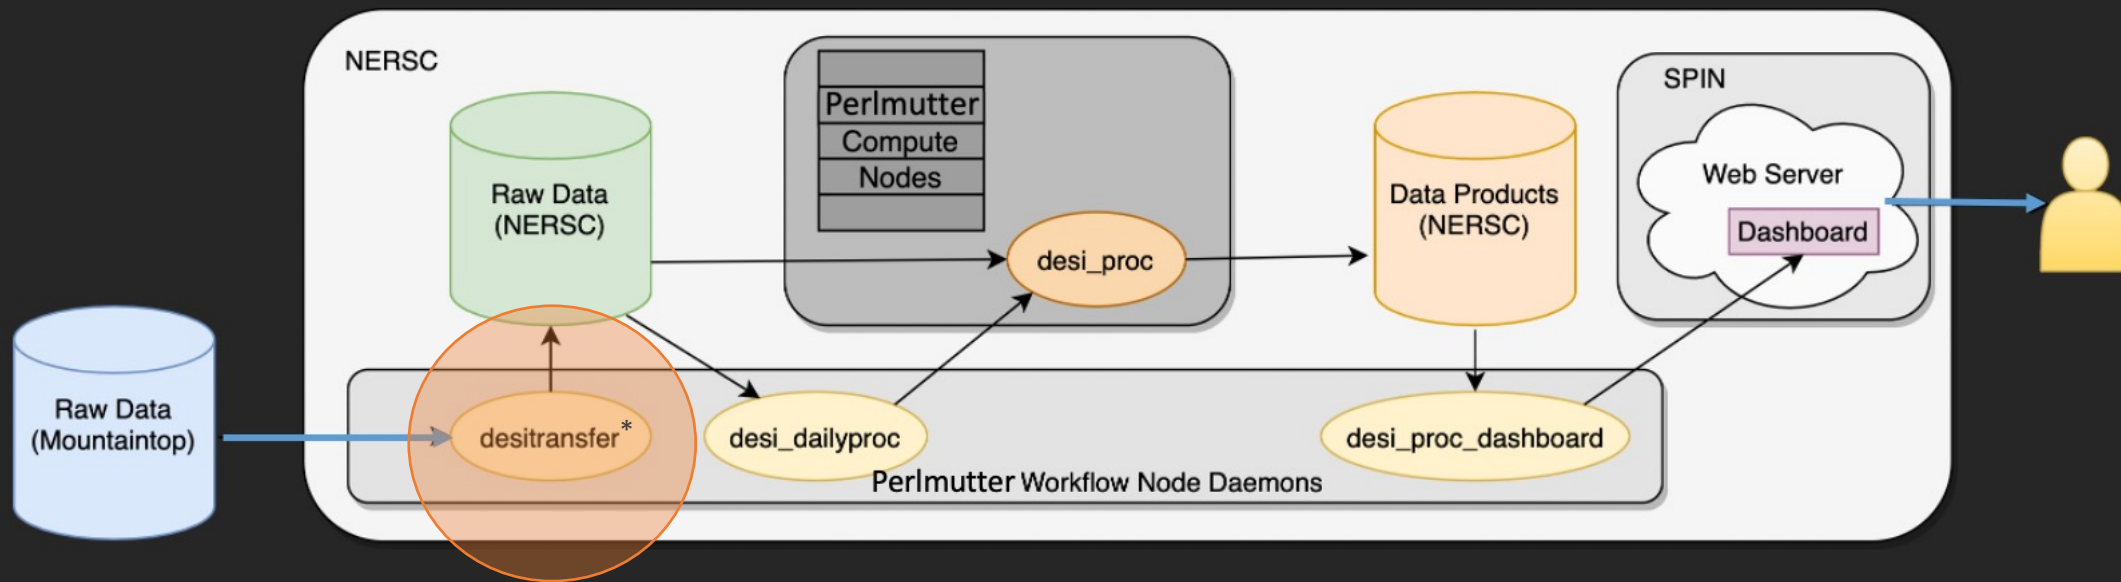 NERSC
Perlmutter
Compute
Nodes
SPIN
Raw Data
(NERSC)
desi_proc
Data Products
(NERSC)
Web Server
Dashboard
Raw Data
(Mountaintop)
desitransfer*
desi_dailyproc
desi_proc_dashboard
Perlmutter Workflow Node Daemons